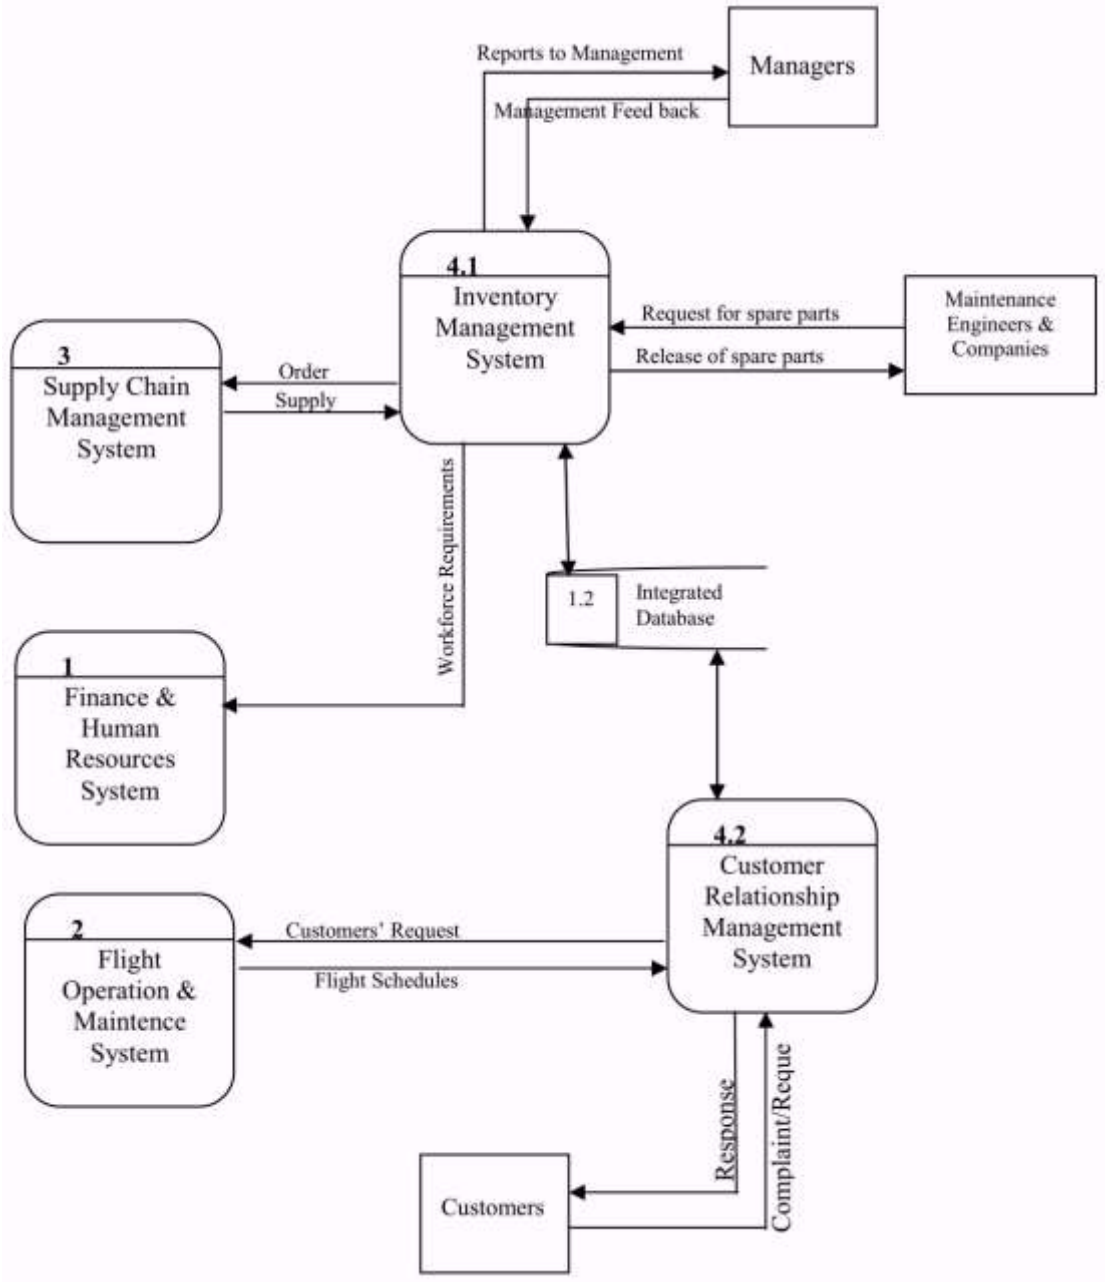 Reports to Management
Managers
Management Feed back
4.1
Inventory
Management
System
Request for spare parts
Release of spare parts
Maintenance
Engineers &
Companies
3
Supply Chain
Management
System
Order
Supply
Workforce Requirements
1.2
Integrated
Database
1
Finance &
Human
Resources
System
4.2
Customer
Relationship
Management
System
2
Flight
Operation &
Maintence
System
Customers' Request
Flight Schedules
Response
Complaint/Reque
Customers